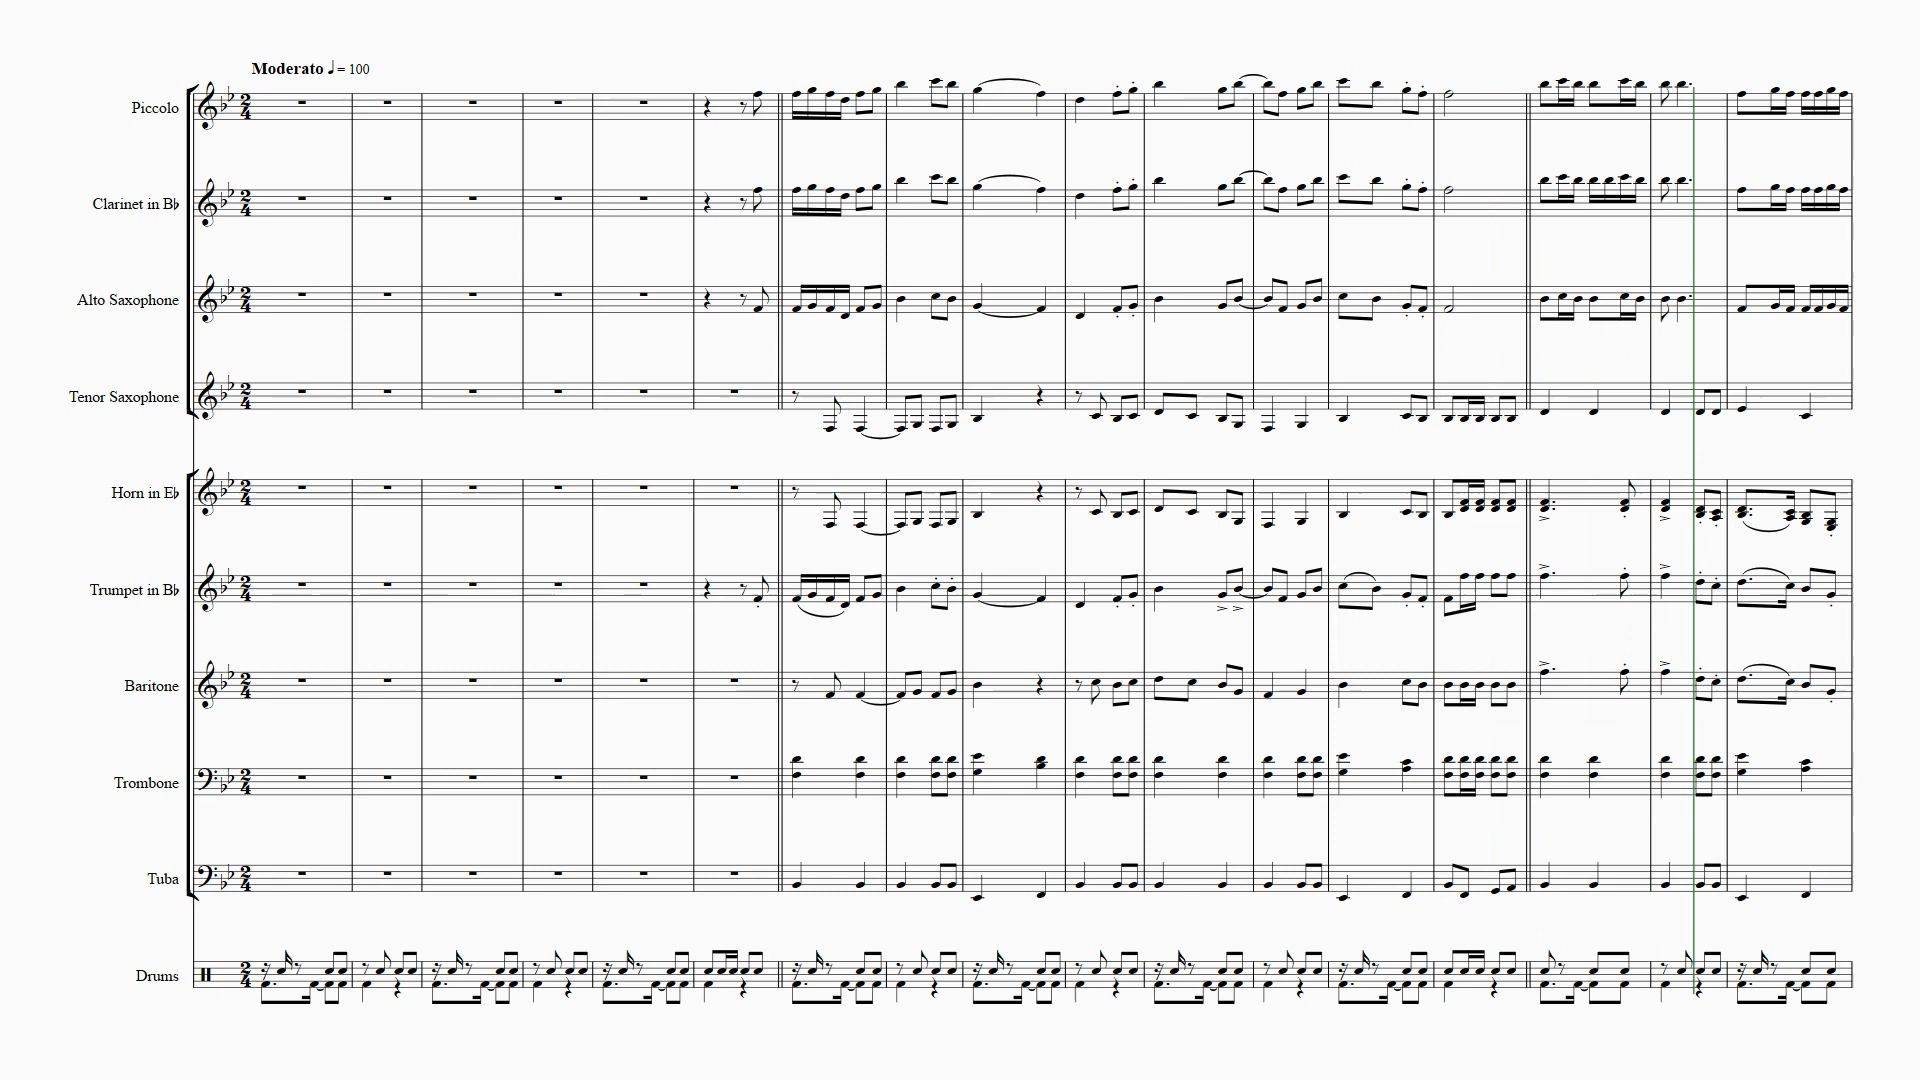 Moderato ♩ = 100
Piccolo
Clarinet in B♭
Alto Saxophone
Tenor Saxophone
Horn in E♭
Trumpet in B♭
Baritone
Trombone
Tuba
Drums